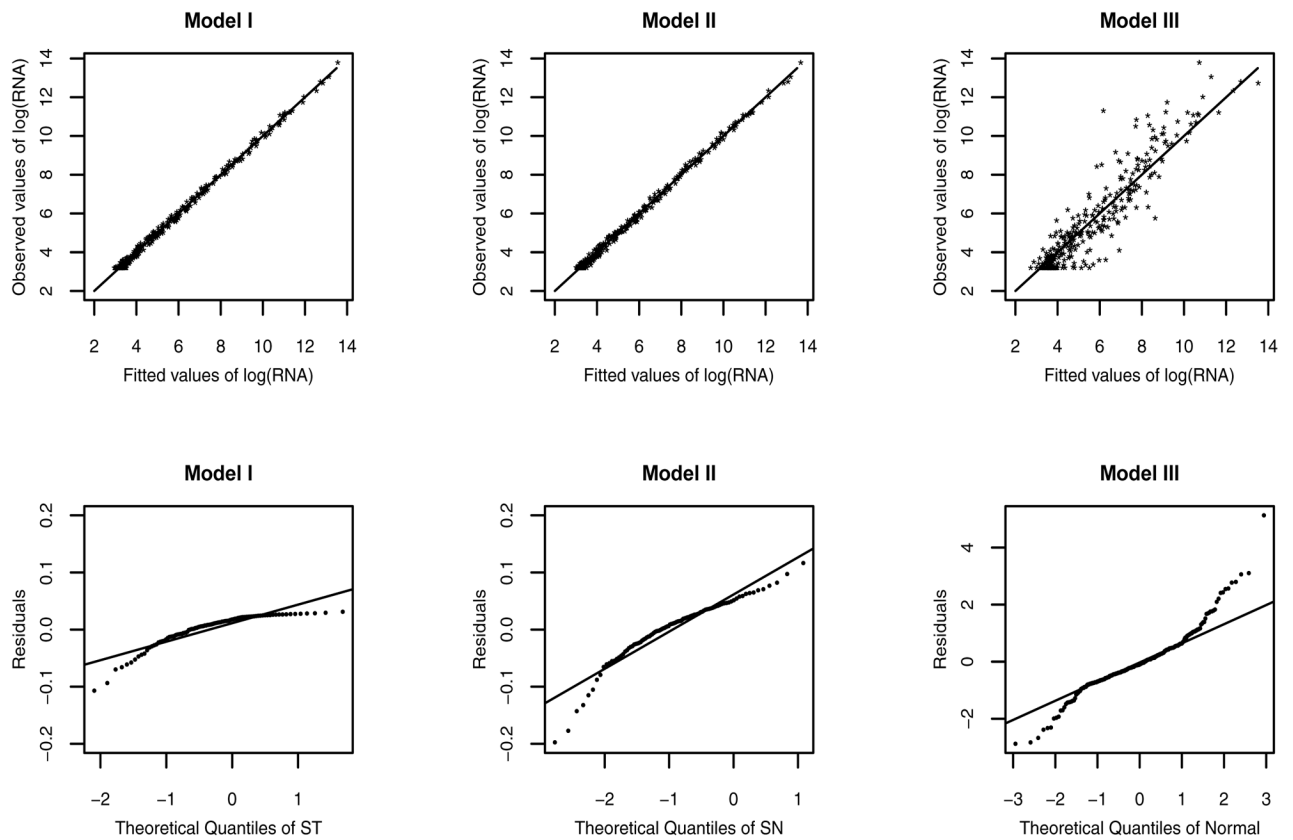 Model I
Model II
Model III
Observed values of log(RNA)
14
12
10
8
6
4
2
2 4 6 8 10 12 14
Fitted values of log(RNA)
Observed values of log(RNA)
14
12
10
8
6
4
2
2 4 6 8 10 12 14
Fitted values of log(RNA)
Observed values of log(RNA)
14
12
10
8
6
4
2
2 4 6 8 10 12 14
Fitted values of log(RNA)
Model I
Model II
Model III
Residuals
0.2
0.1
0.0
−0.1
−0.2
−2 −1 0 1
Theoretical Quantiles of ST
Residuals
0.2
0.1
0.0
−0.1
−0.2
−2 −1 0 1
Theoretical Quantiles of SN
Residuals
4
2
0
−2
−3 −2 −1 0 1 2 3
Theoretical Quantiles of Normal